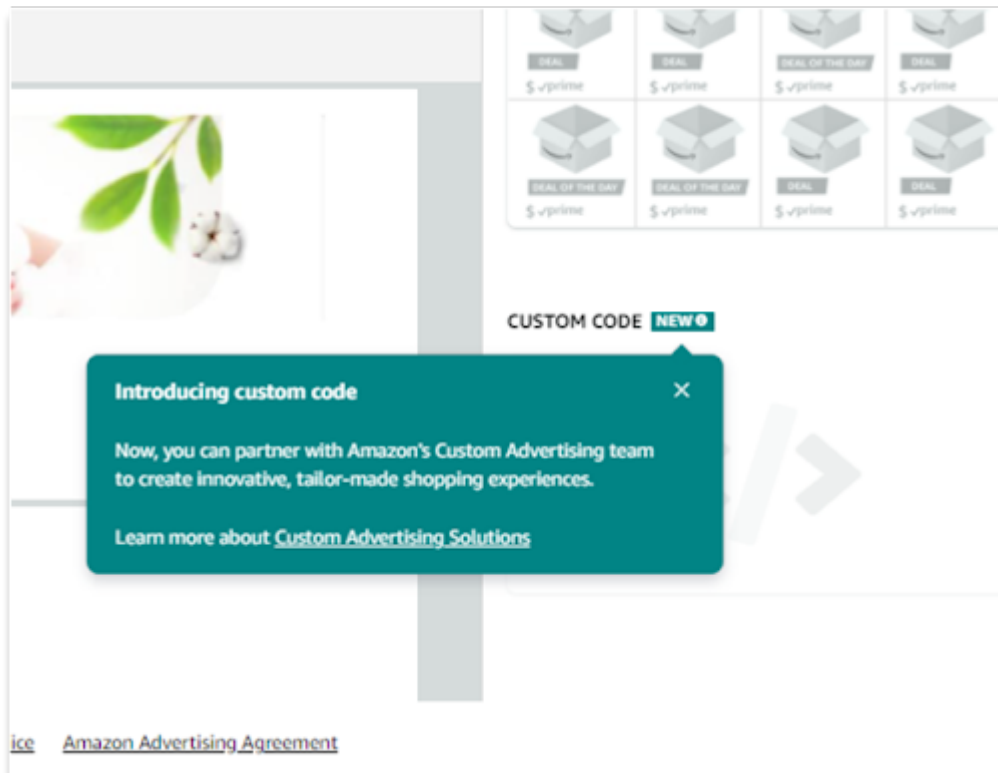 DEAL DEAL DEAL OF THE DAY DEAL
$ prime $ prime $ prime $ prime
DEAL OF THE DAY DEAL OF THE DAY DEAL DEAL
$ prime $ prime $ prime $ prime
CUSTOM CODE NEW
Introducing custom code
Now, you can partner with Amazon's Custom Advertising team
to create innovative, tailor-made shopping experiences.
Learn more about Custom Advertising Solutions
ice Amazon Advertising Agreement